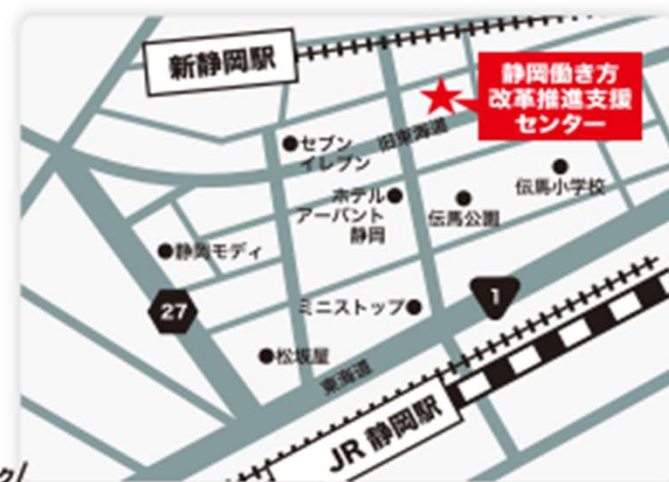 新静岡駅
静岡働き方
改革推進支援
センター
セブン
イレブン
旧東海道
伝馬小学校
ホテル
アーバント
静岡
伝馬公園
静岡モディ
27
1
ミニストップ
松坂屋
東海道
JR 静岡駅